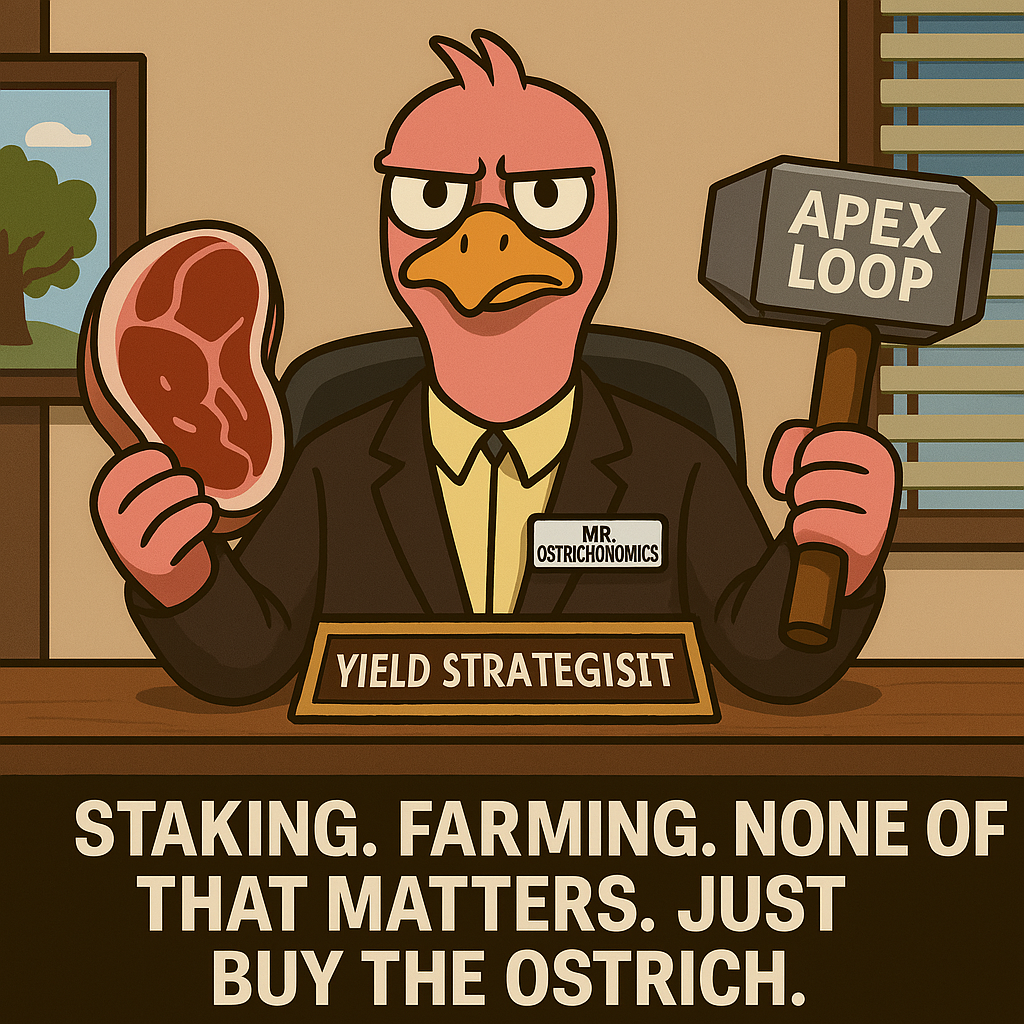 APEX
LOOP
MR.
OSTRICHONOMICS
YIELD STRATEGISIT
STAKING. FARMING. NONE OF
THAT MATTERS. JUST
BUY THE OSTRICH.